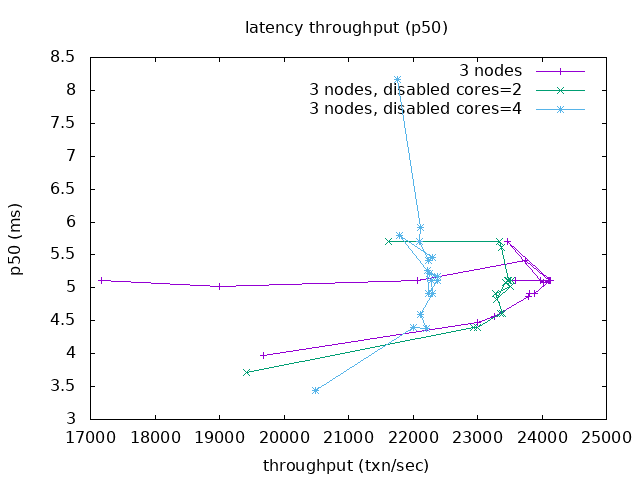 latency throughput (p50)
8.5
8
7.5
7
6.5
6
5.5
5
4.5
4
3.5
3
p50 (ms)
3 nodes
3 nodes, disabled cores=2
3 nodes, disabled cores=4
17000 18000 19000 20000 21000 22000 23000 24000 25000
throughput (txn/sec)